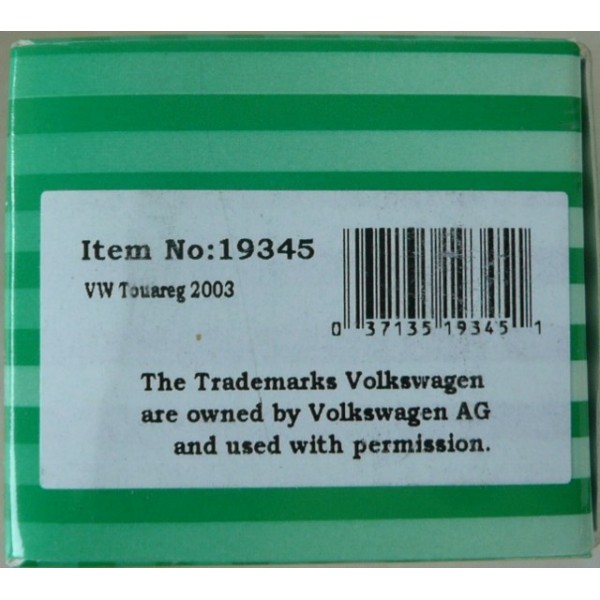 Item No:19345
VW Touareg 2003
0 37135 19345 1
The Trademarks Volkswagen
are owned by Volkswagen AG
and used with permission.